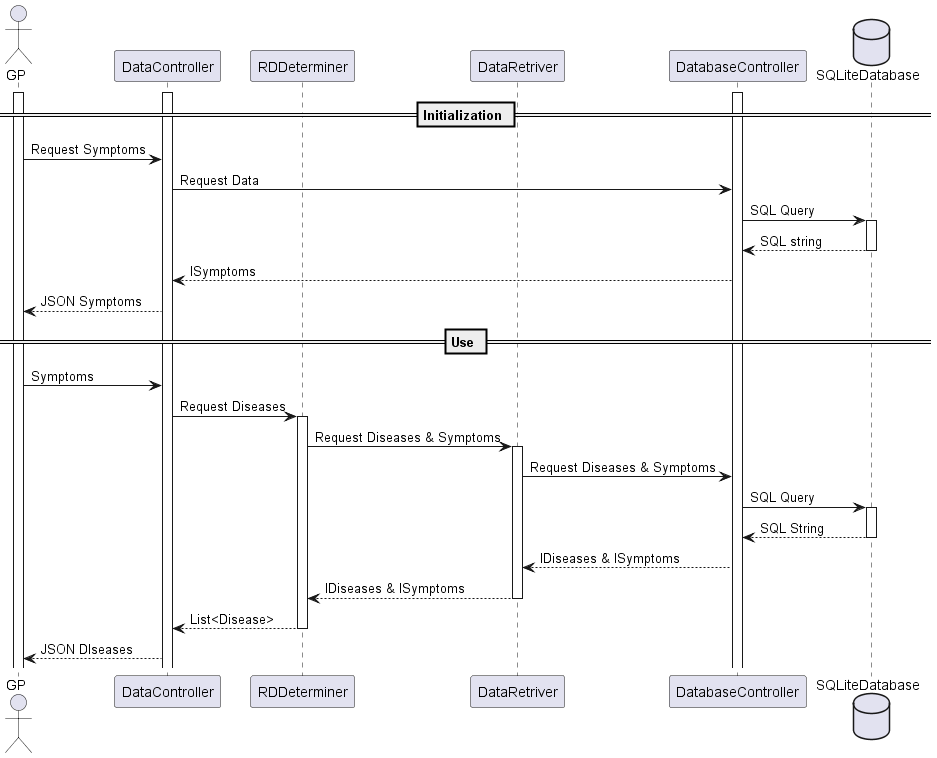 GP
DataController
RDDeterminer
DataRetriver
DatabaseController
SQLiteDatabase
Initialization
Request Symptoms
Request Data
SQL Query
SQL string
ISymptoms
JSON Symptoms
Use
Symptoms
Request Diseases
Request Diseases & Symptoms
Request Diseases & Symptoms
SQL Query
SQL String
IDiseases & ISymptoms
IDiseases & ISymptoms
List<Disease>
JSON DIseases
GP
DataController
RDDeterminer
DataRetriver
DatabaseController
SQLiteDatabase